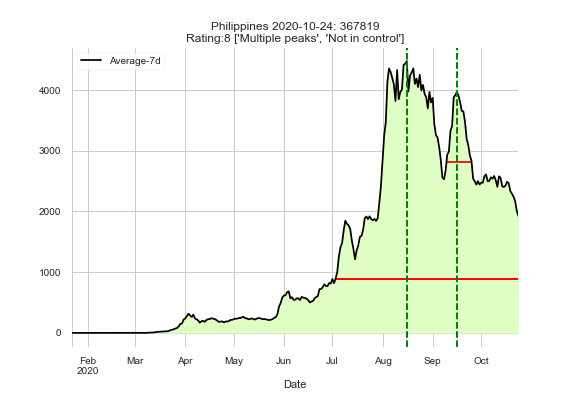 Philippines 2020-10-24: 367819
Rating:8 ['Multiple peaks', 'Not in control']
Average-7d
4000
3000
2000
1000
0
Feb
2020
Mar
Apr
May
Jun
Jul
Aug
Sep
Oct
Date